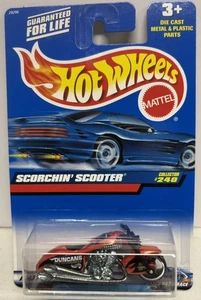 GUARANTEED
FOR LIFE
3+
DIE CAST
METAL & PLASTIC
PARTS
Hot Wheels
MATTEL
SCORCHIN' SCOOTER
COLLECTOR
#240
DUNCANS